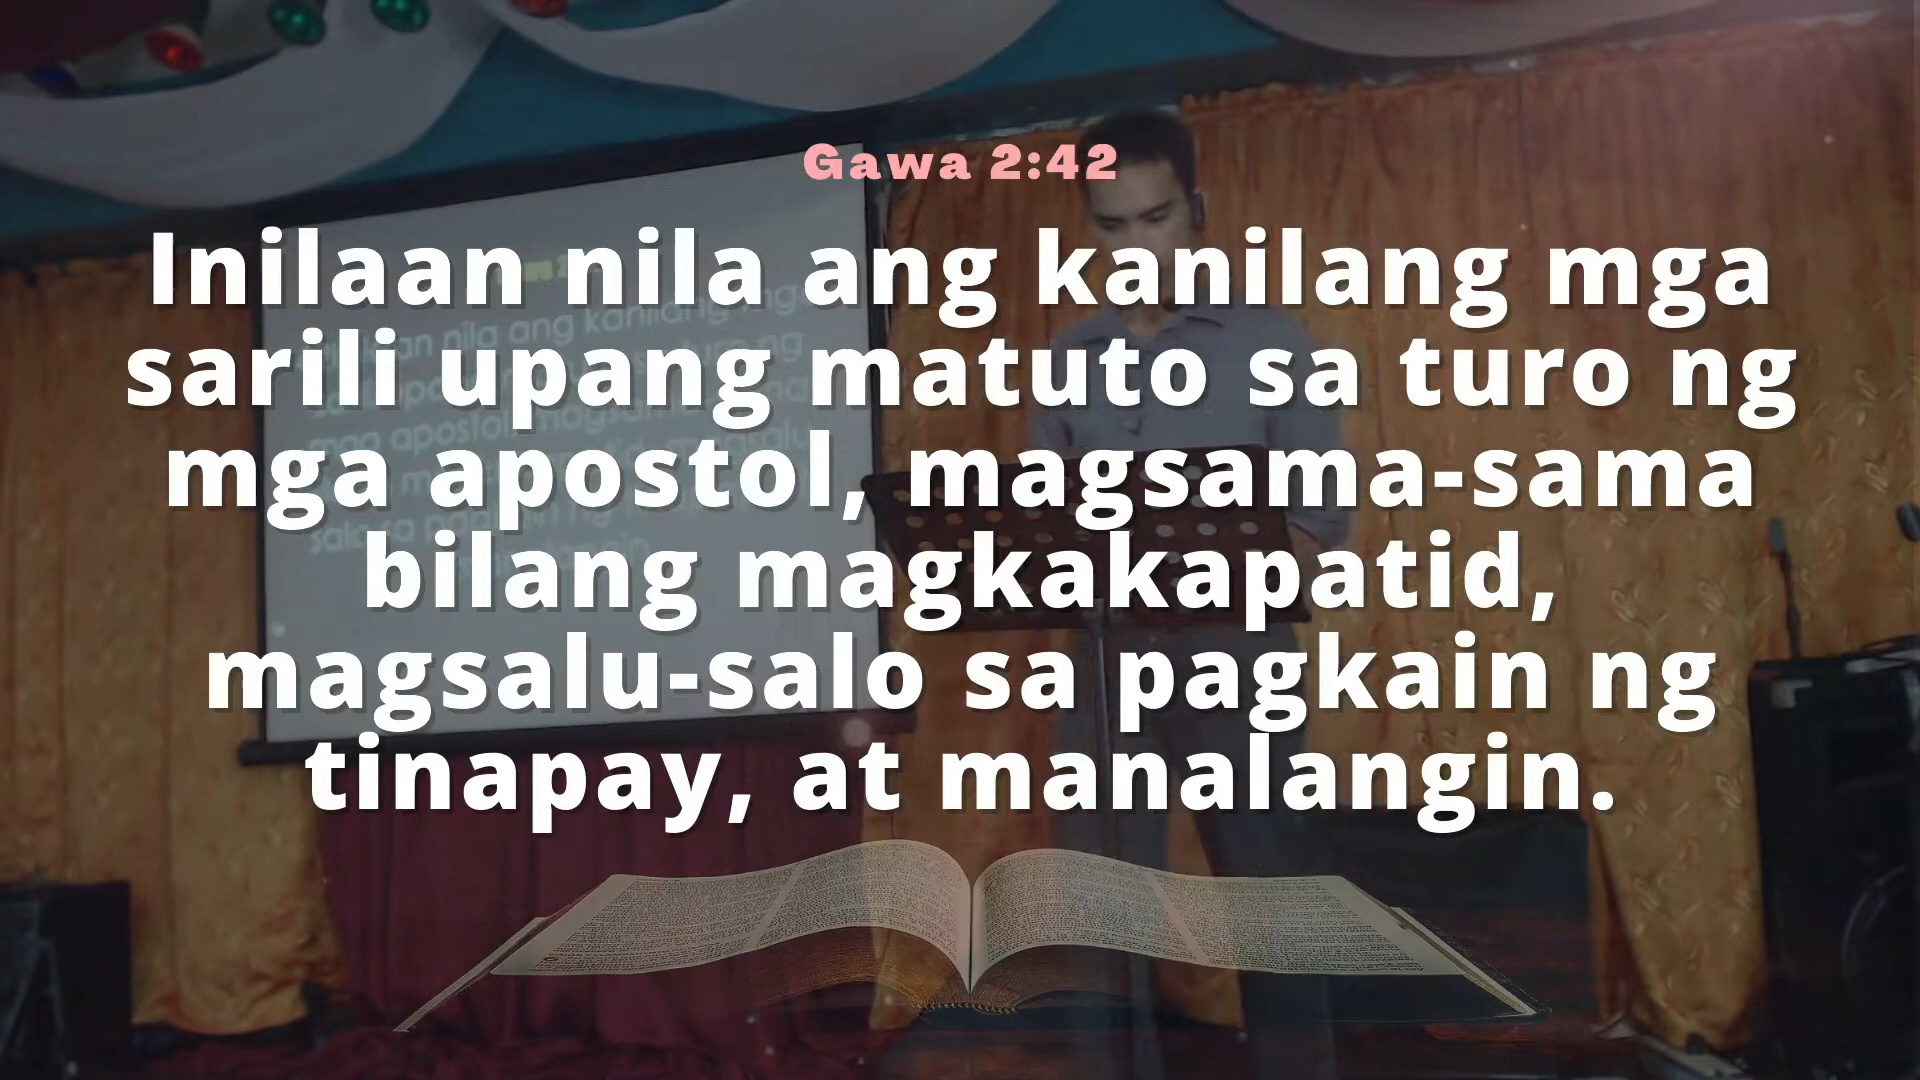 Gawa 2:42
Inilaan nila ang kanilang mga
sarili upang matuto sa turo ng
mga apostol, magsama-sama
bilang magkakapatid,
magsalu-salo sa pagkain ng
tinapay, at manalangin.